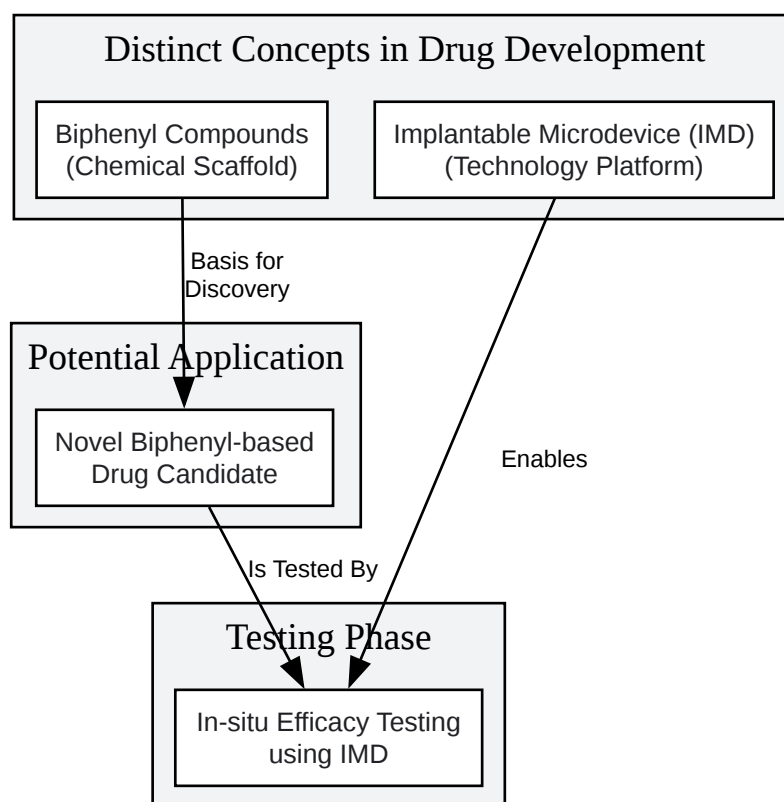 Distinct Concepts in Drug Development
Biphenyl Compounds
(Chemical Scaffold)
Implantable Microdevice (IMD)
(Technology Platform)
Basis for
Discovery
Potential Application
Novel Biphenyl-based
Drug Candidate
Enables
Is Tested By
Testing Phase
In-situ Efficacy Testing
using IMD